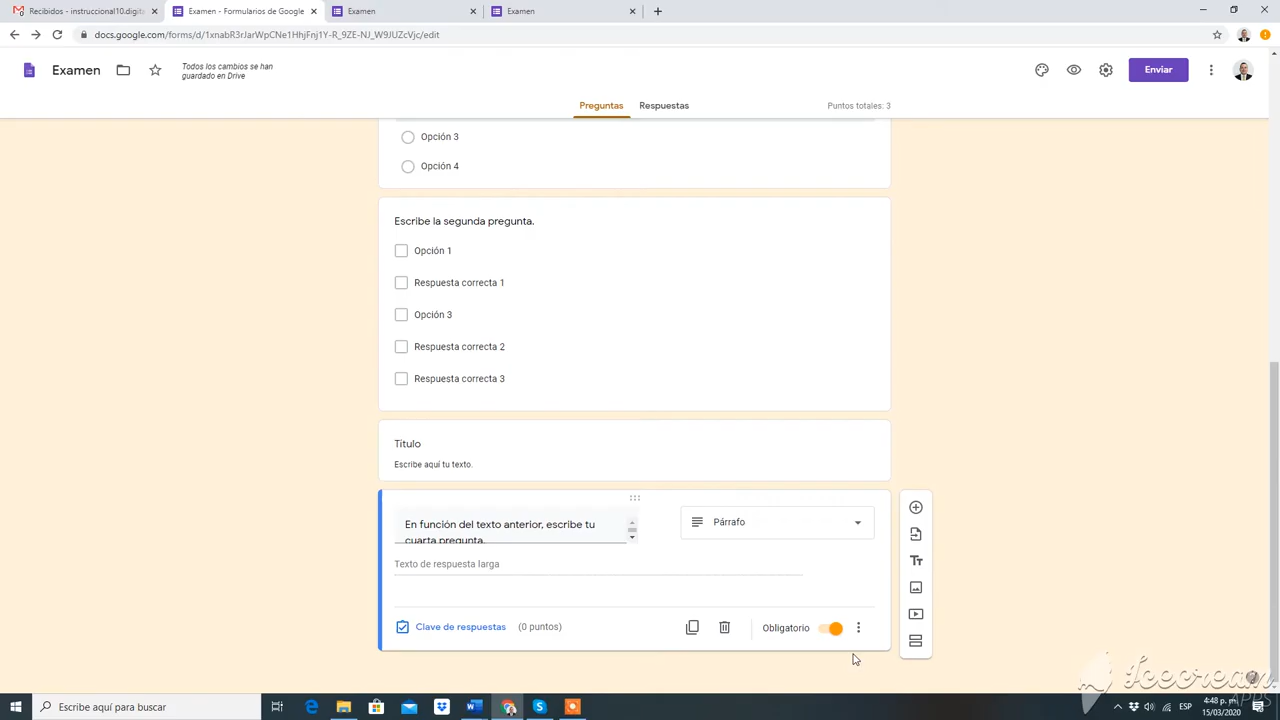 Recibidos - instruccional10.digita
Examen - Formularios de Google
Examen
Examen
docs.google.com/forms/d/1xnabR3rJarWpCNe1HhjFnj1Y-R_9ZE-NJ_W9JUZcVjc/edit
Examen
Todos los cambios se han
guardado en Drive
Enviar
Preguntas
Respuestas
Puntos totales: 3
Opción 3
Opción 4
Escribe la segunda pregunta.
Opción 1
Respuesta correcta 1
Opción 3
Respuesta correcta 2
Respuesta correcta 3
Título
Escribe aquí tu texto.
En función del texto anterior, escribe tu
cuarta pregunta.
Párrafo
Texto de respuesta larga
Clave de respuestas
(0 puntos)
Obligatorio
Icecream
APPS
Escribe aquí para buscar
ESP
4:48 p. m.
15/03/2020